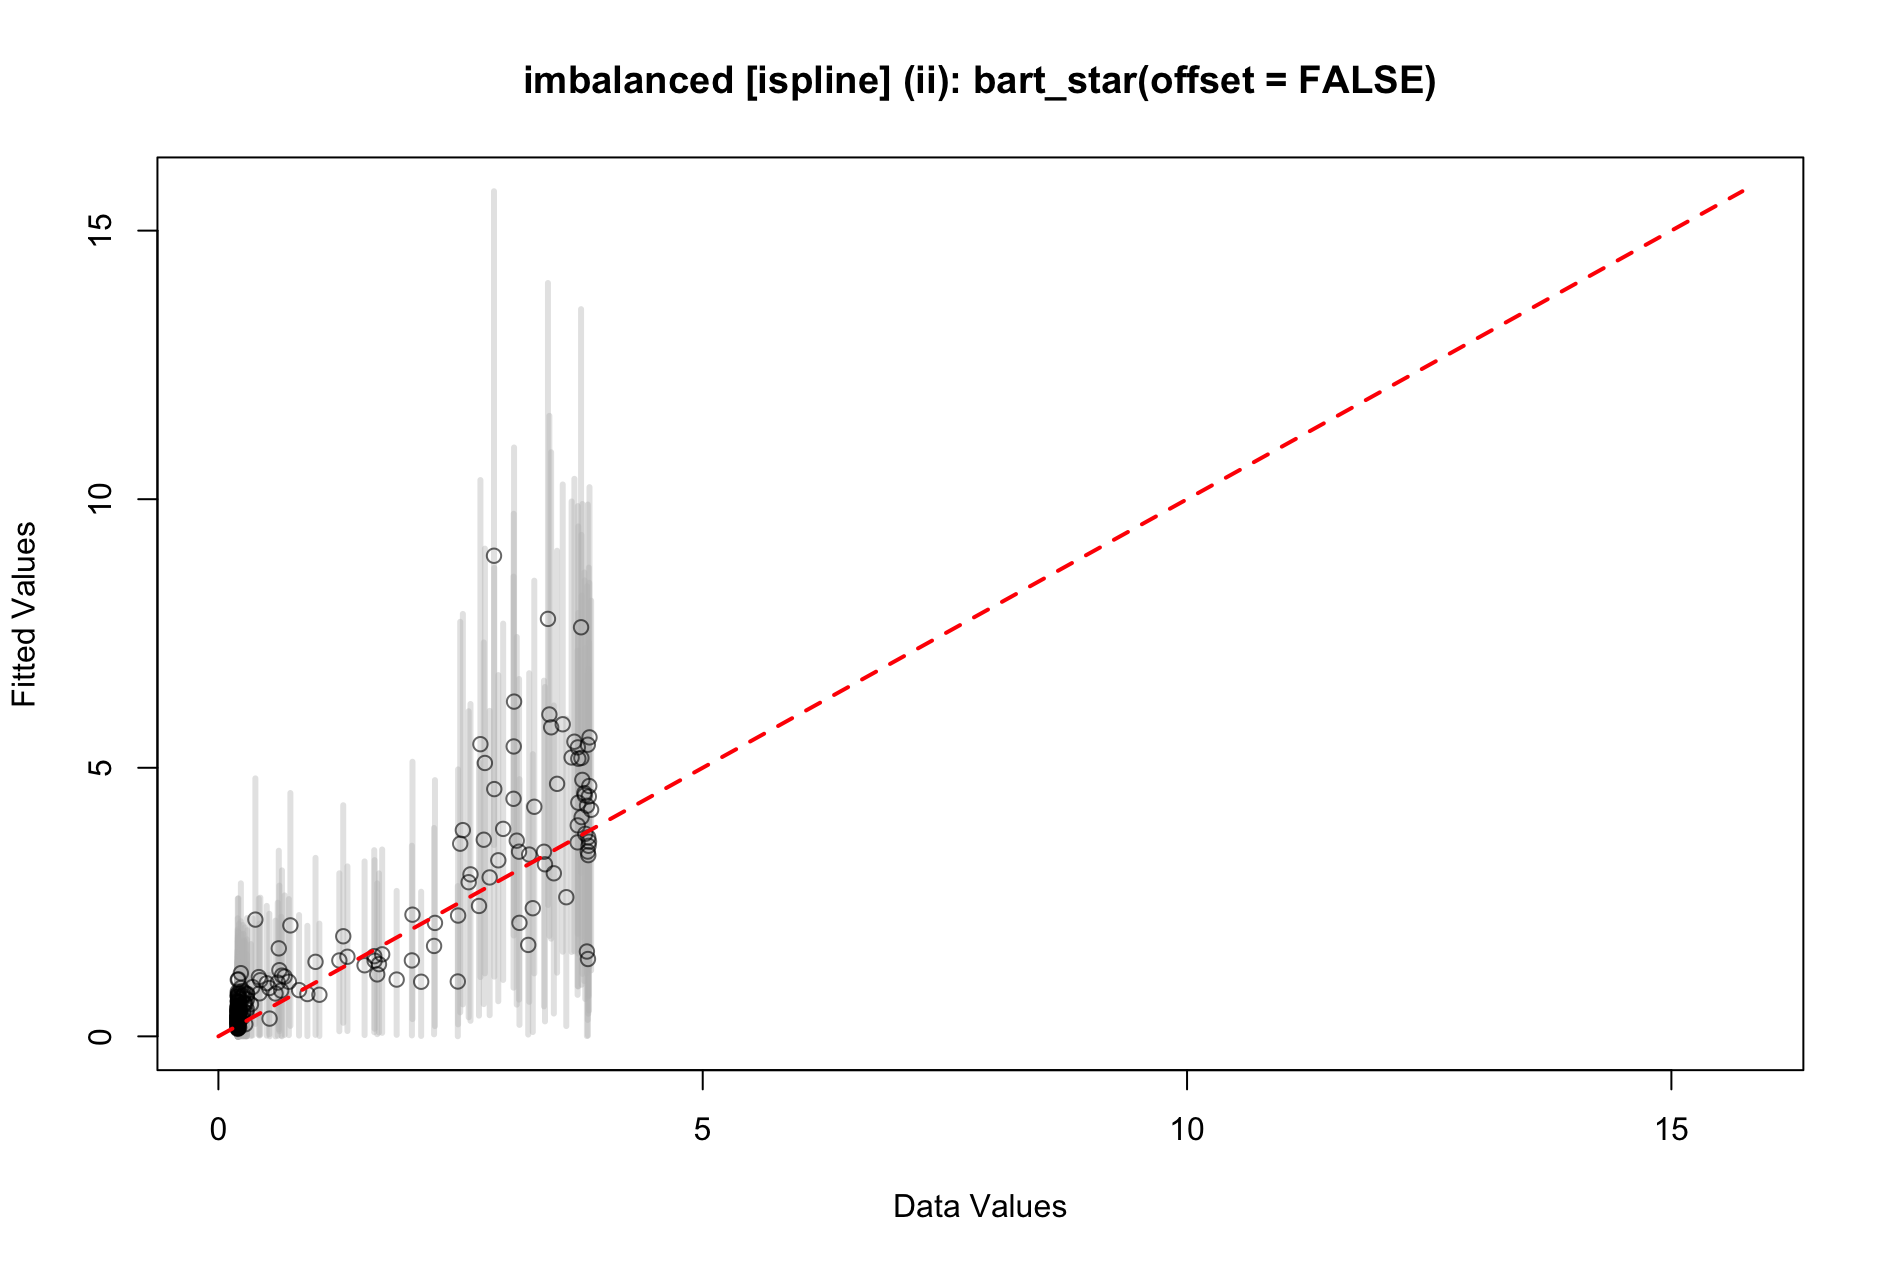 imbalanced [ispline] (ii): bart_star(offset = FALSE)
15
10
5
0
Fitted Values
0 5 10 15
Data Values